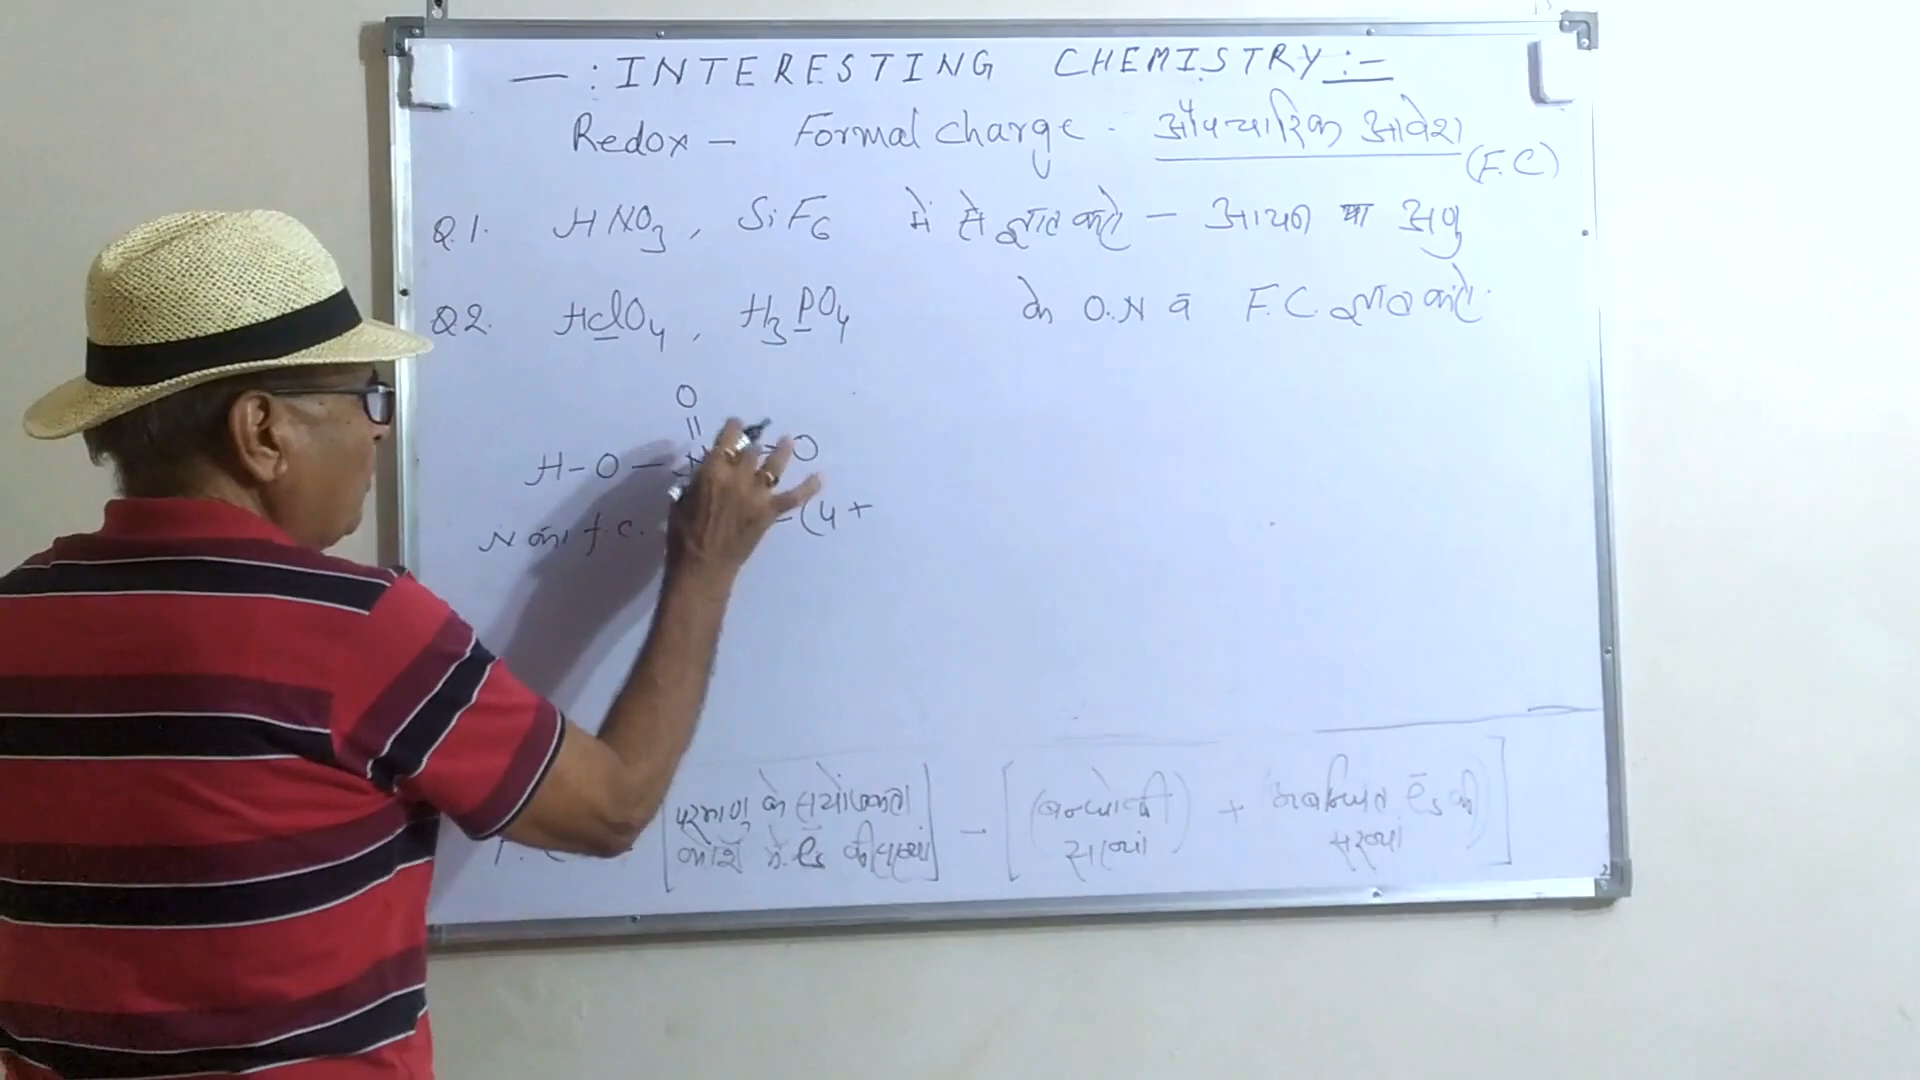 — : INTERESTING CHEMISTRY :-
Redox — Formal charge - औपचारिक आवेश (F.C)
Q.1. HNO3, SiF6 में से ज्ञात करो — आयन या अणु
Q2. HClO4, H3PO4 के O.N व F.C. ज्ञात करो.
O
H-O- N O
N का f.c. -(4+
[परमाणु के संयोजकता कोश में es की संख्या] — [(बन्धों की संख्या) + अबन्धित es की संख्यां]